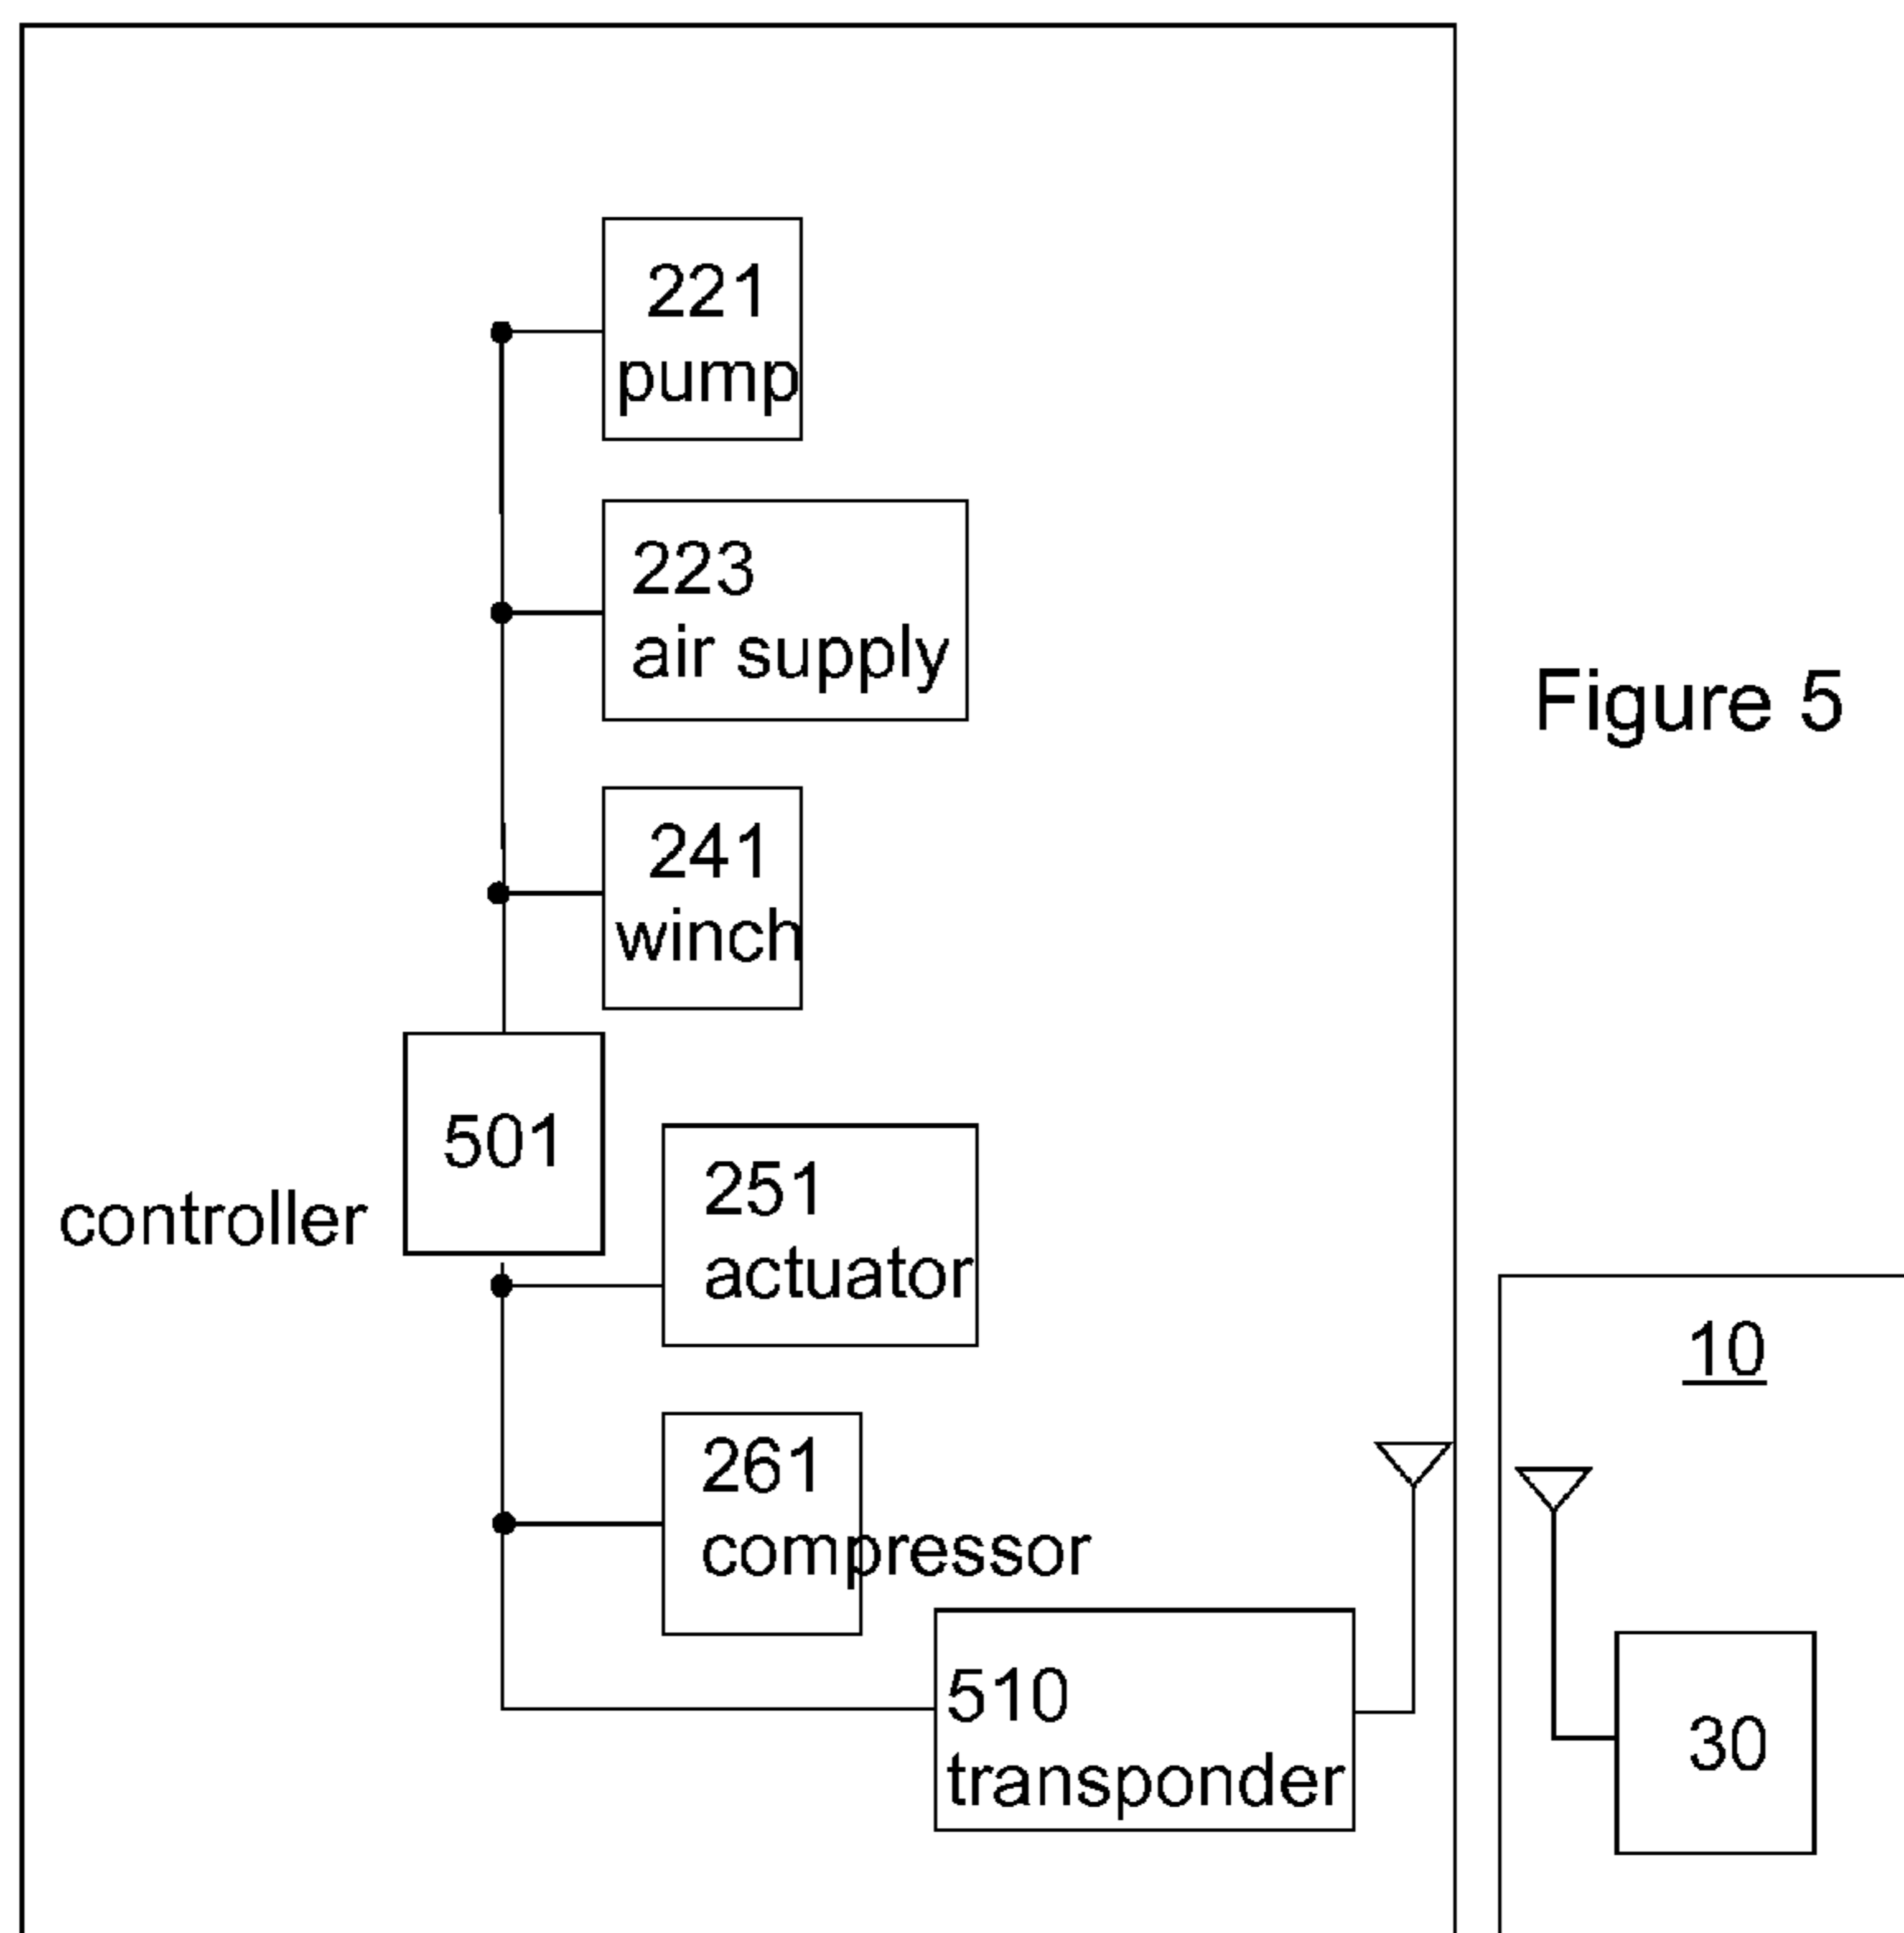 221
pump
223
air supply
Figure 5
241
winch
501
controller
251
actuator
10
261
compressor
510
transponder
30